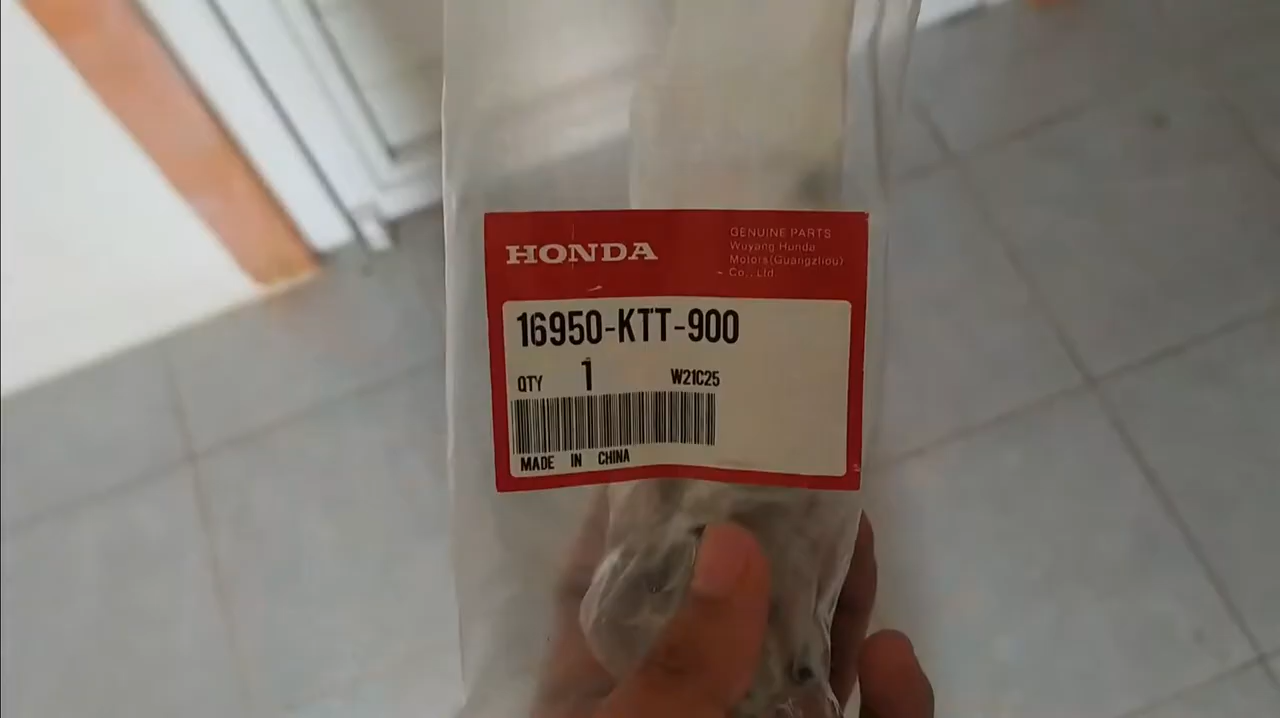 HONDA
GENUINE PARTS
Wuyang Honda
Motors(Guangzhou)
Co., Ltd
16950-KTT-900
QTY 1 W21C25
MADE IN CHINA